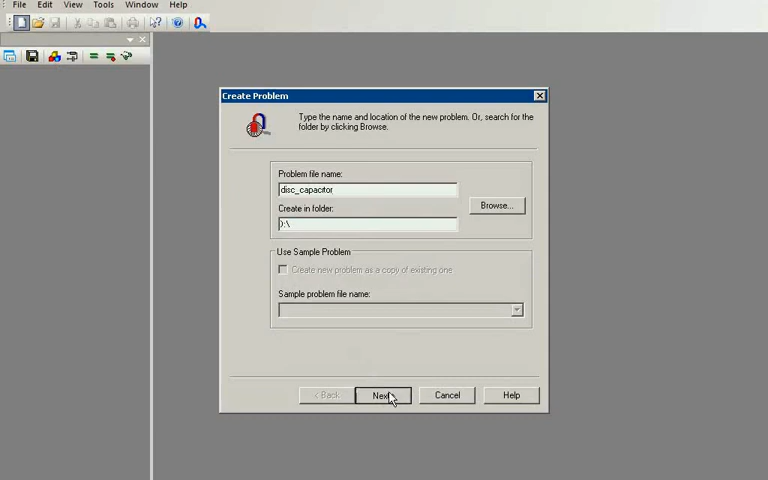 File Edit View Tools Window Help
Create Problem
Type the name and location of the new problem. Or, search for the
folder by clicking Browse.
Problem file name:
disc_capacitor
Browse...
Create in folder:
D:\
Use Sample Problem
Create new problem as a copy of existing one
Sample problem file name:
< Back Next Cancel Help